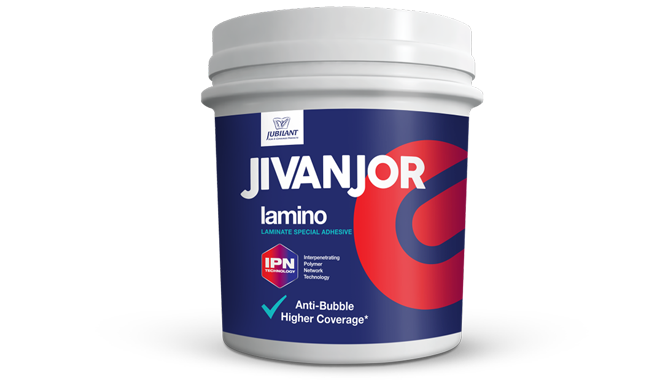 JUBILANT
JIVANJOR
lamino
LAMINATE SPECIAL ADHESIVE
IPN
TECHNOLOGY
Interpenetrating
Polymer
Network
Technology
Anti-Bubble
Higher Coverage*